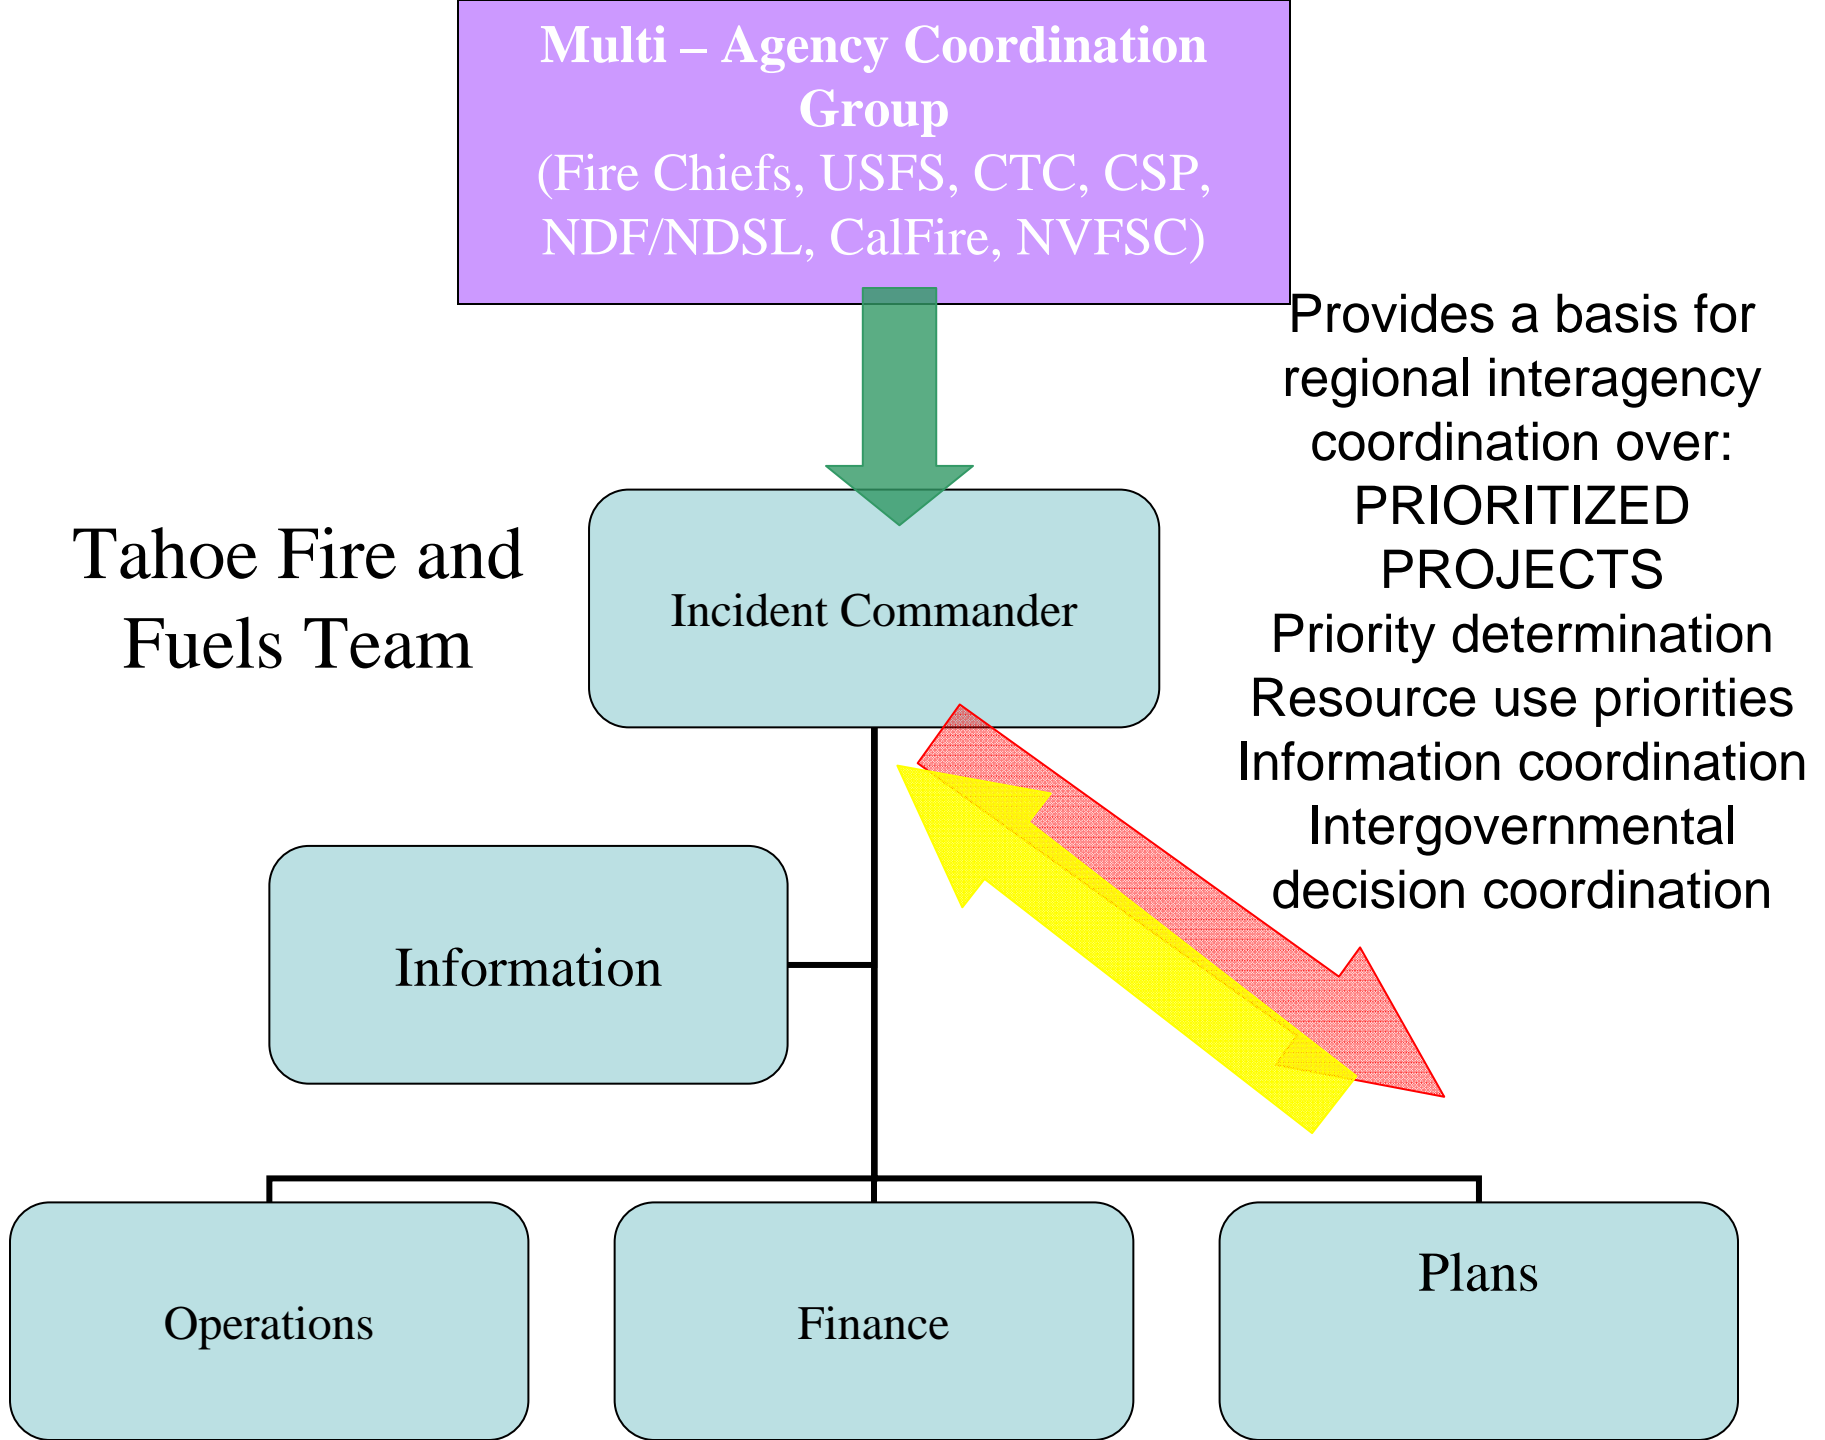 Multi – Agency Coordination
Group
(Fire Chiefs, USFS, CTC, CSP,
NDF/NDSL, CalFire, NVFSC)
Provides a basis for
regional interagency
coordination over:
PRIORITIZED
PROJECTS
Priority determination
Resource use priorities
Information coordination
Intergovernmental
decision coordination
Tahoe Fire and
Fuels Team
Incident Commander
Information
Operations
Finance
Plans